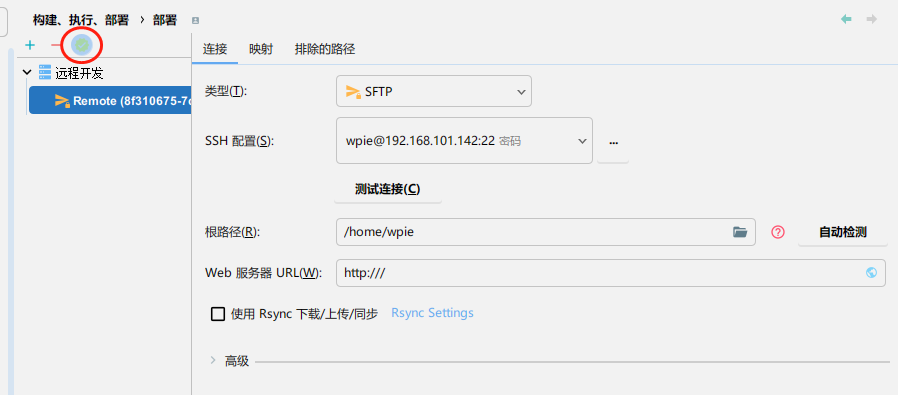 构建、执行、部署 › 部署
连接 映射 排除的路径
远程开发
Remote (8f310675-7
类型(T): SFTP
SSH 配置(S): wpie@192.168.101.142:22 密码 ...
测试连接(C)
根路径(R): /home/wpie 自动检测
Web 服务器 URL(W): http:///
使用 Rsync 下载/上传/同步 Rsync Settings
高级